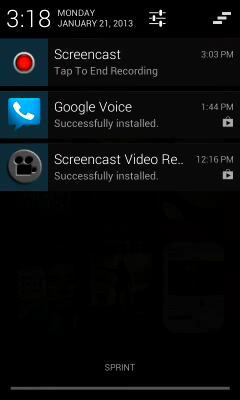 3:18 MONDAY
JANUARY 21, 2013
Screencast 3:03 PM
Tap To End Recording
Google Voice 1:44 PM
Successfully installed.
Screencast Video Re.. 12:16 PM
Successfully installed.
SPRINT